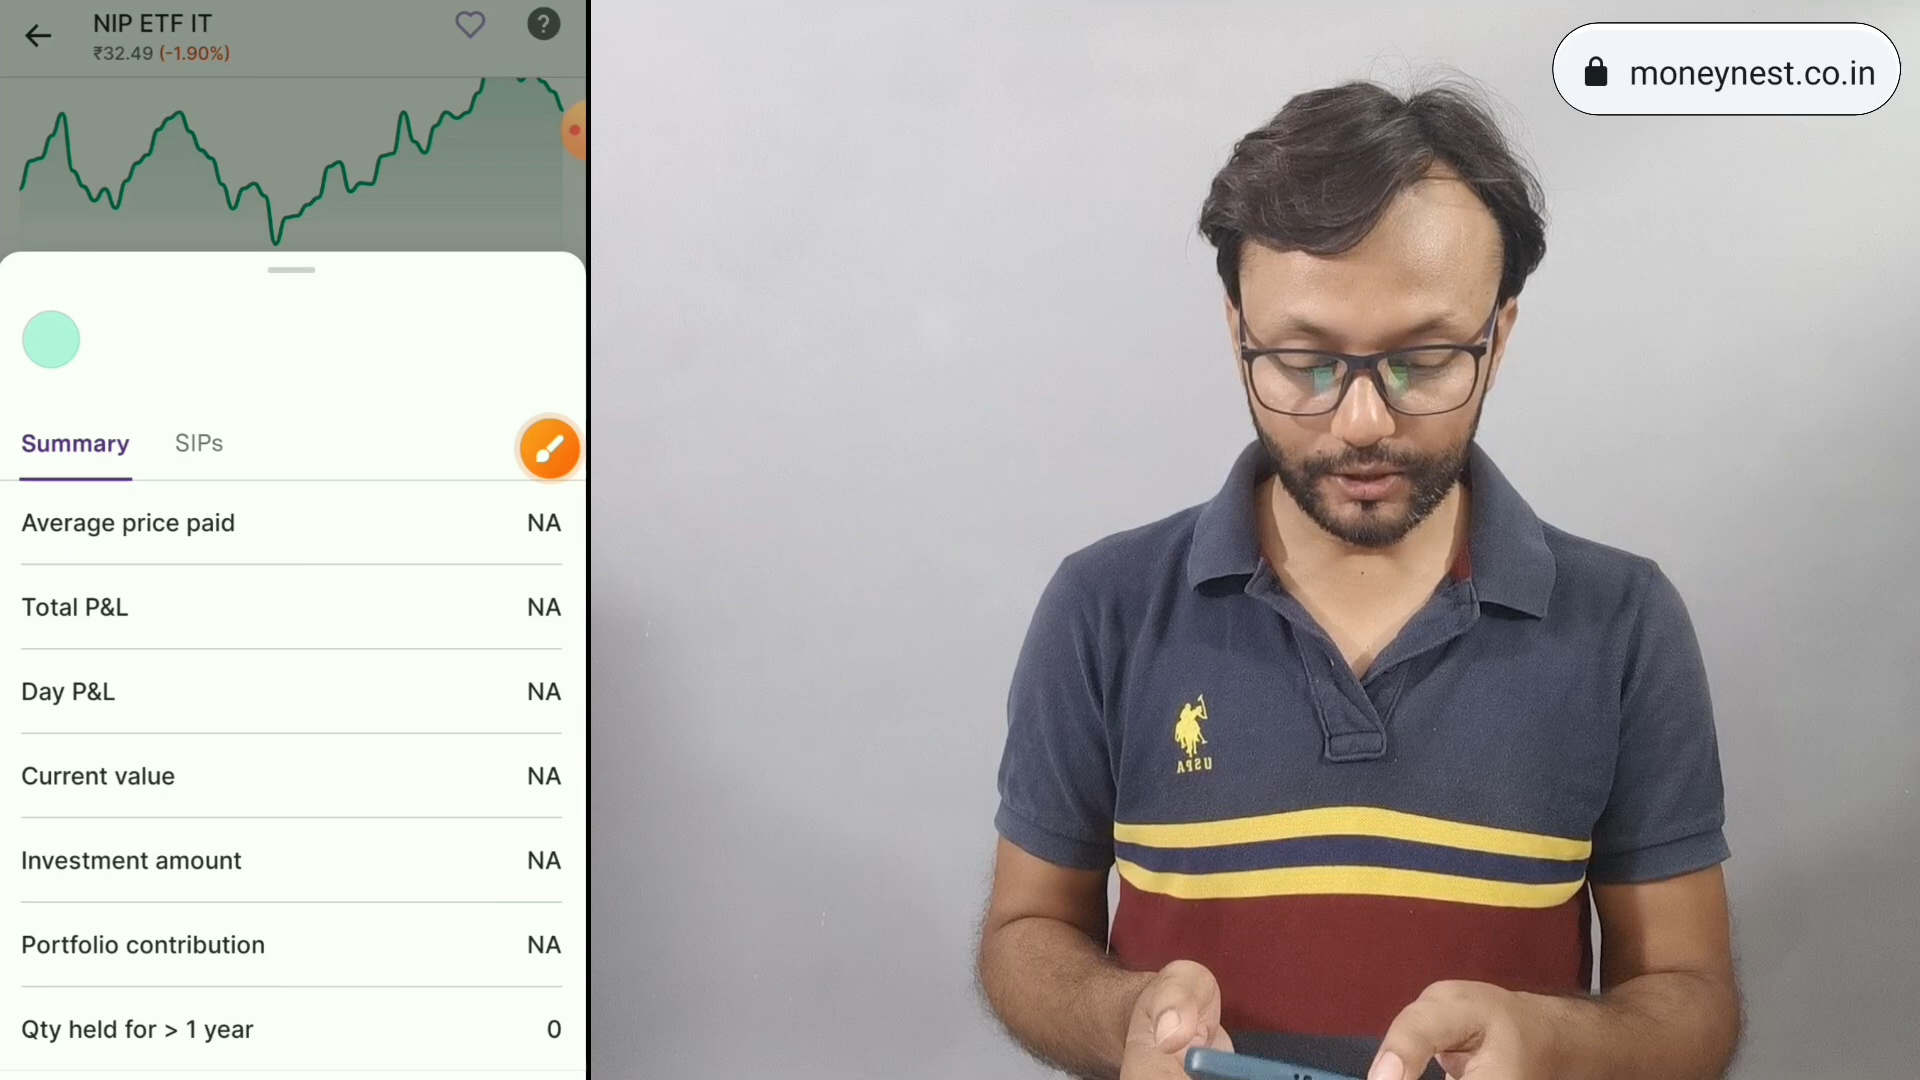 NIP ETF IT
₹32.49 (-1.90%)
?
moneynest.co.in
Summary SIPs
Average price paid NA
Total P&L NA
Day P&L NA
Current value NA
Investment amount NA
Portfolio contribution NA
Qty held for > 1 year 0
USPA